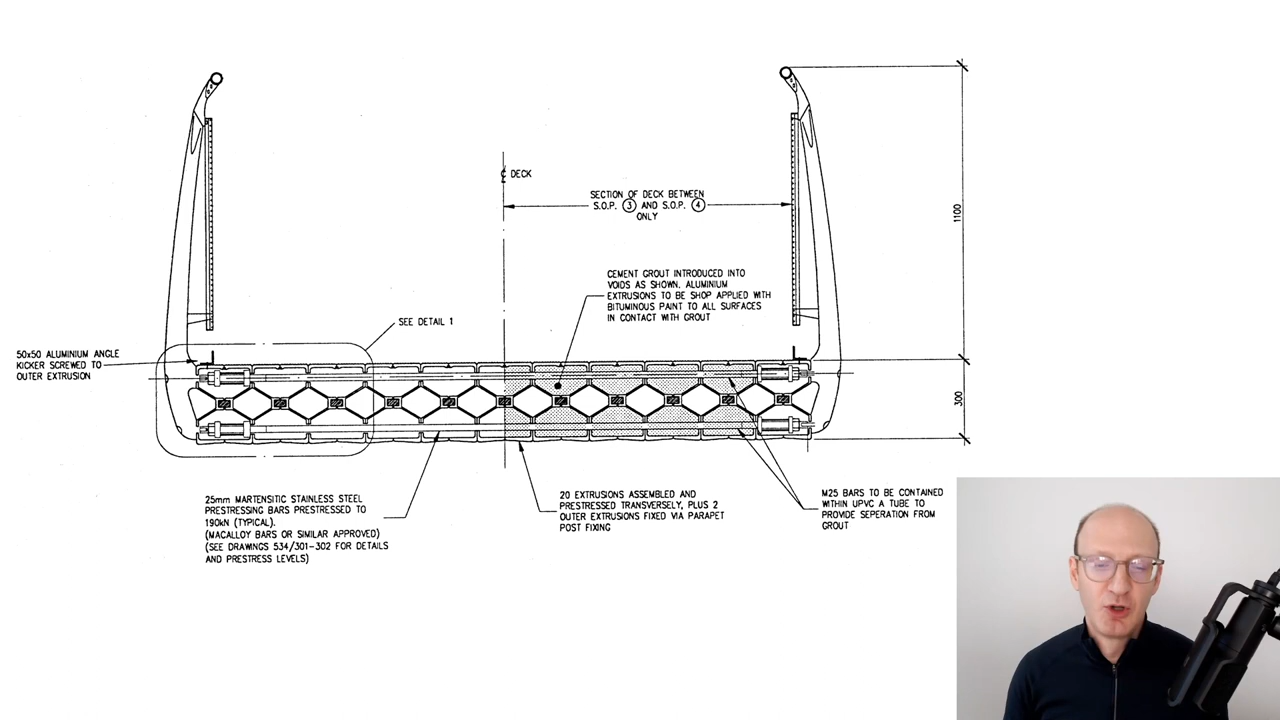 ℄ DECK
SECTION OF DECK BETWEEN
S.O.P. 3 AND S.O.P. 4
ONLY
1100
CEMENT GROUT INTRODUCED INTO
VOIDS AS SHOWN. ALUMINIUM
EXTRUSIONS TO BE SHOP APPLIED WITH
BITUMINOUS PAINT TO ALL SURFACES
IN CONTACT WITH GROUT
SEE DETAIL 1
50x50 ALUMINIUM ANGLE
KICKER SCREWED TO
OUTER EXTRUSION
300
25mm MARTENSITIC STAINLESS STEEL
PRESTRESSING BARS PRESTRESSED TO
190kN (TYPICAL).
(MACALLOY BARS OR SIMILAR APPROVED)
(SEE DRAWINGS 534/301-302 FOR DETAILS
AND PRESTRESS LEVELS)
20 EXTRUSIONS ASSEMBLED AND
PRESTRESSED TRANSVERSELY, PLUS 2
OUTER EXTRUSIONS FIXED VIA PARAPET
POST FIXING
M25 BARS TO BE CONTAINED
WITHIN UPVC A TUBE TO
PROVIDE SEPERATION FROM
GROUT